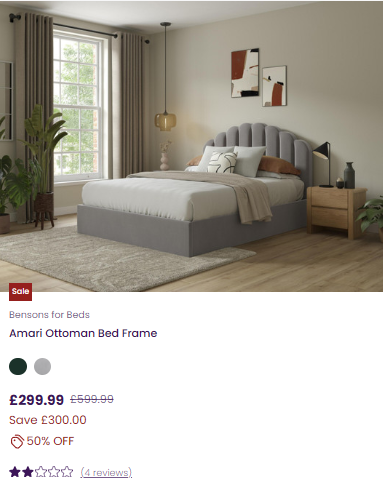 Sale
Bensons for Beds
Amari Ottoman Bed Frame
£299.99 £599.99
Save £300.00
50% OFF
(4 reviews)